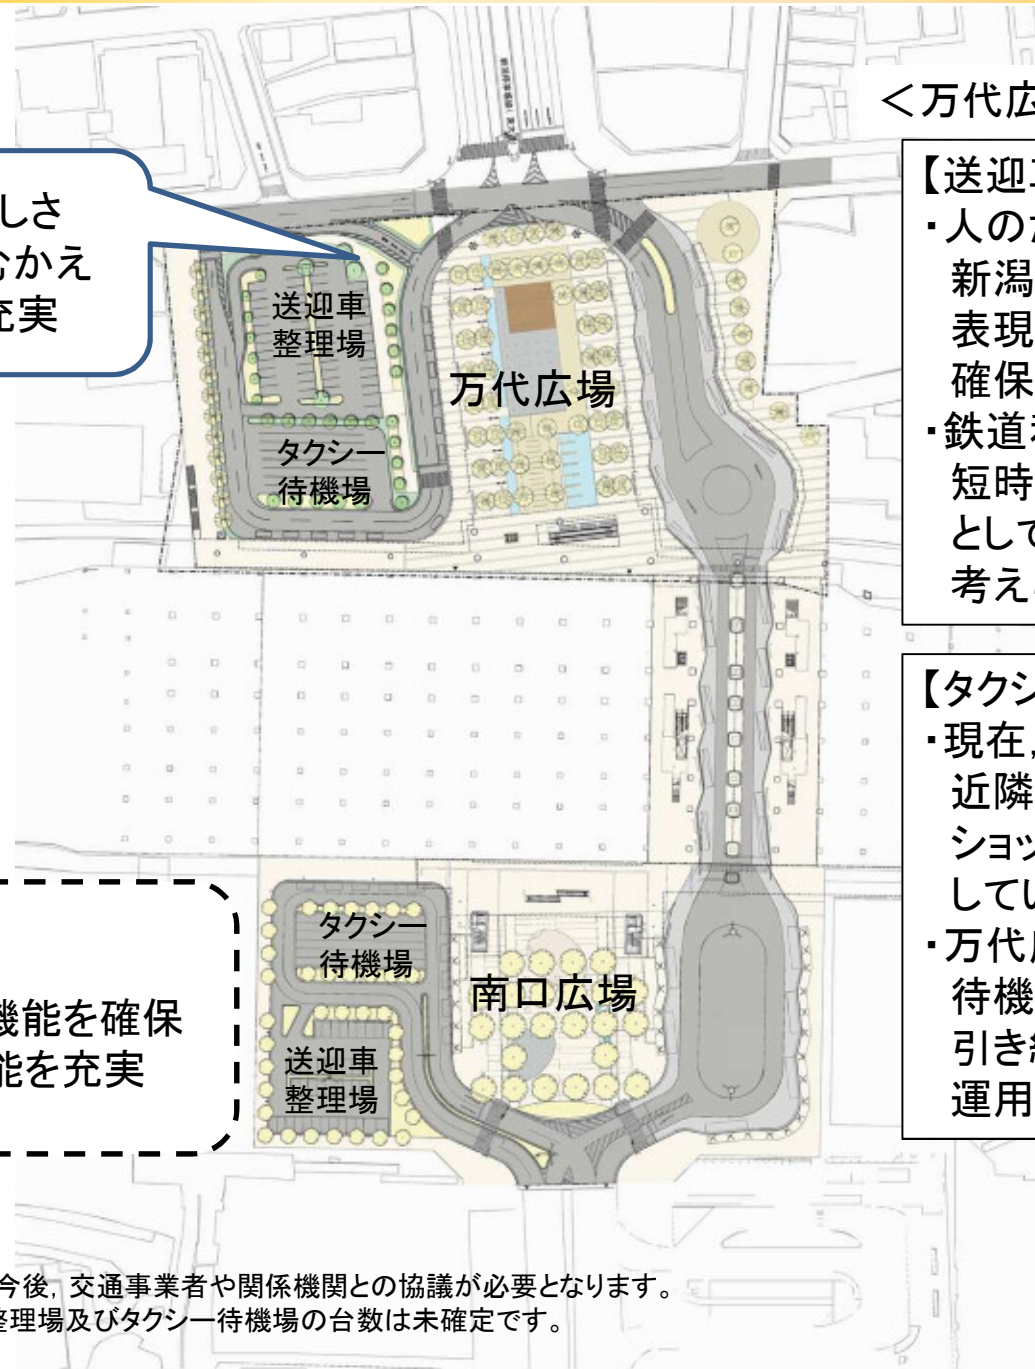 ＜万代広
しさ
むかえ
充実
【送迎車
・人のた
新潟
表現
確保
・鉄道
短時
として
考え
送迎車
整理場
万代広場
タクシー
待機場
【タクシ
・現在，
近隣
ショッ
してい
・万代広
待機
引き続
運用
タクシー
待機場
南口広場
機能を確保
能を充実
送迎車
整理場
今後，交通事業者や関係機関との協議が必要となります。
整理場及びタクシー待機場の台数は未確定です。